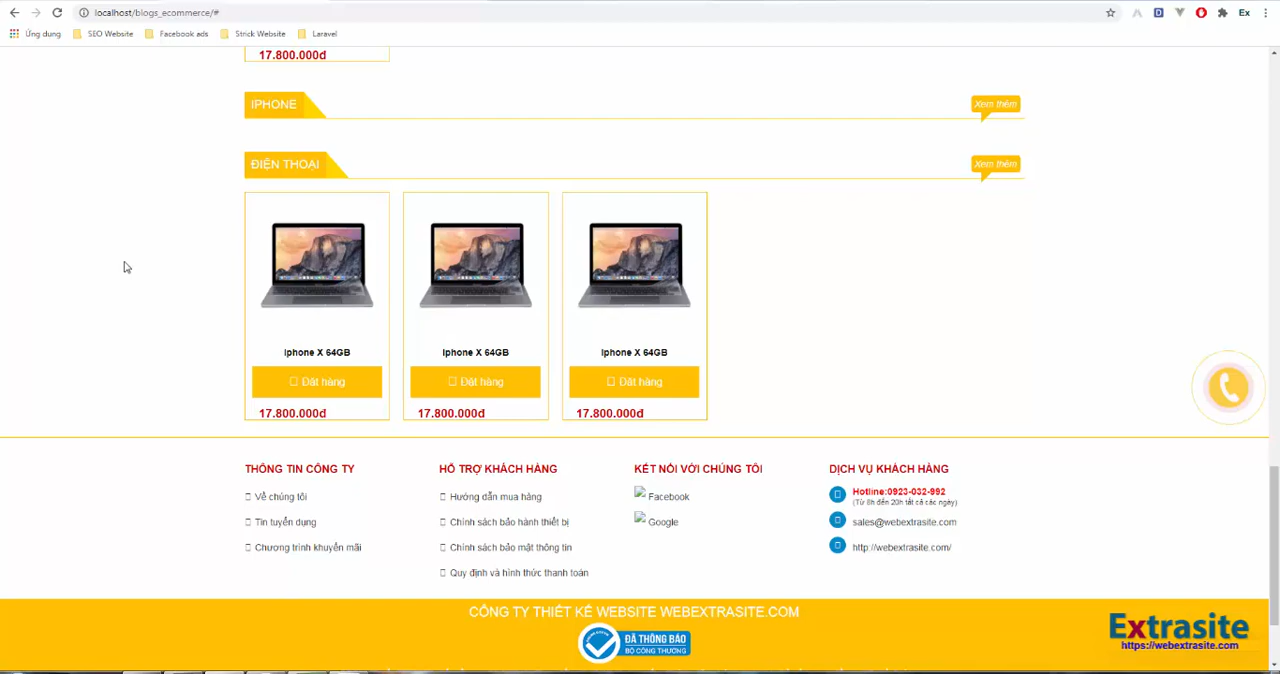 localhost/blogs_ecommerce/#
Ex
Ứng dung
SEO Website
Facebook ads
Strick Website
Laravel
17.800.000đ
IPHONE
Xem thêm
ĐIỆN THOẠI
Xem thêm
Iphone X 64GB
Iphone X 64GB
Iphone X 64GB
Đặt hàng
Đặt hàng
Đặt hàng
17.800.000đ
17.800.000đ
17.800.000đ
THÔNG TIN CÔNG TY
Về chúng tôi
Tin tuyển dụng
Chương trình khuyến mãi
HỖ TRỢ KHÁCH HÀNG
Hướng dẫn mua hàng
Chính sách bảo hành thiết bị
Chính sách bảo mật thông tin
Quy định và hình thức thanh toán
KẾT NỐI VỚI CHÚNG TÔI
Facebook
Google
DỊCH VỤ KHÁCH HÀNG
Hotline:0923-032-992
(Từ 8h đến 20h tất cả các ngày)
sales@webextrasite.com
http://webextrasite.com/
CÔNG TY THIẾT KẾ WEBSITE WEBEXTRASITE.COM
ĐÃ THÔNG BÁO
BỘ CÔNG THƯƠNG
Extrasite
https://webextrasite.com